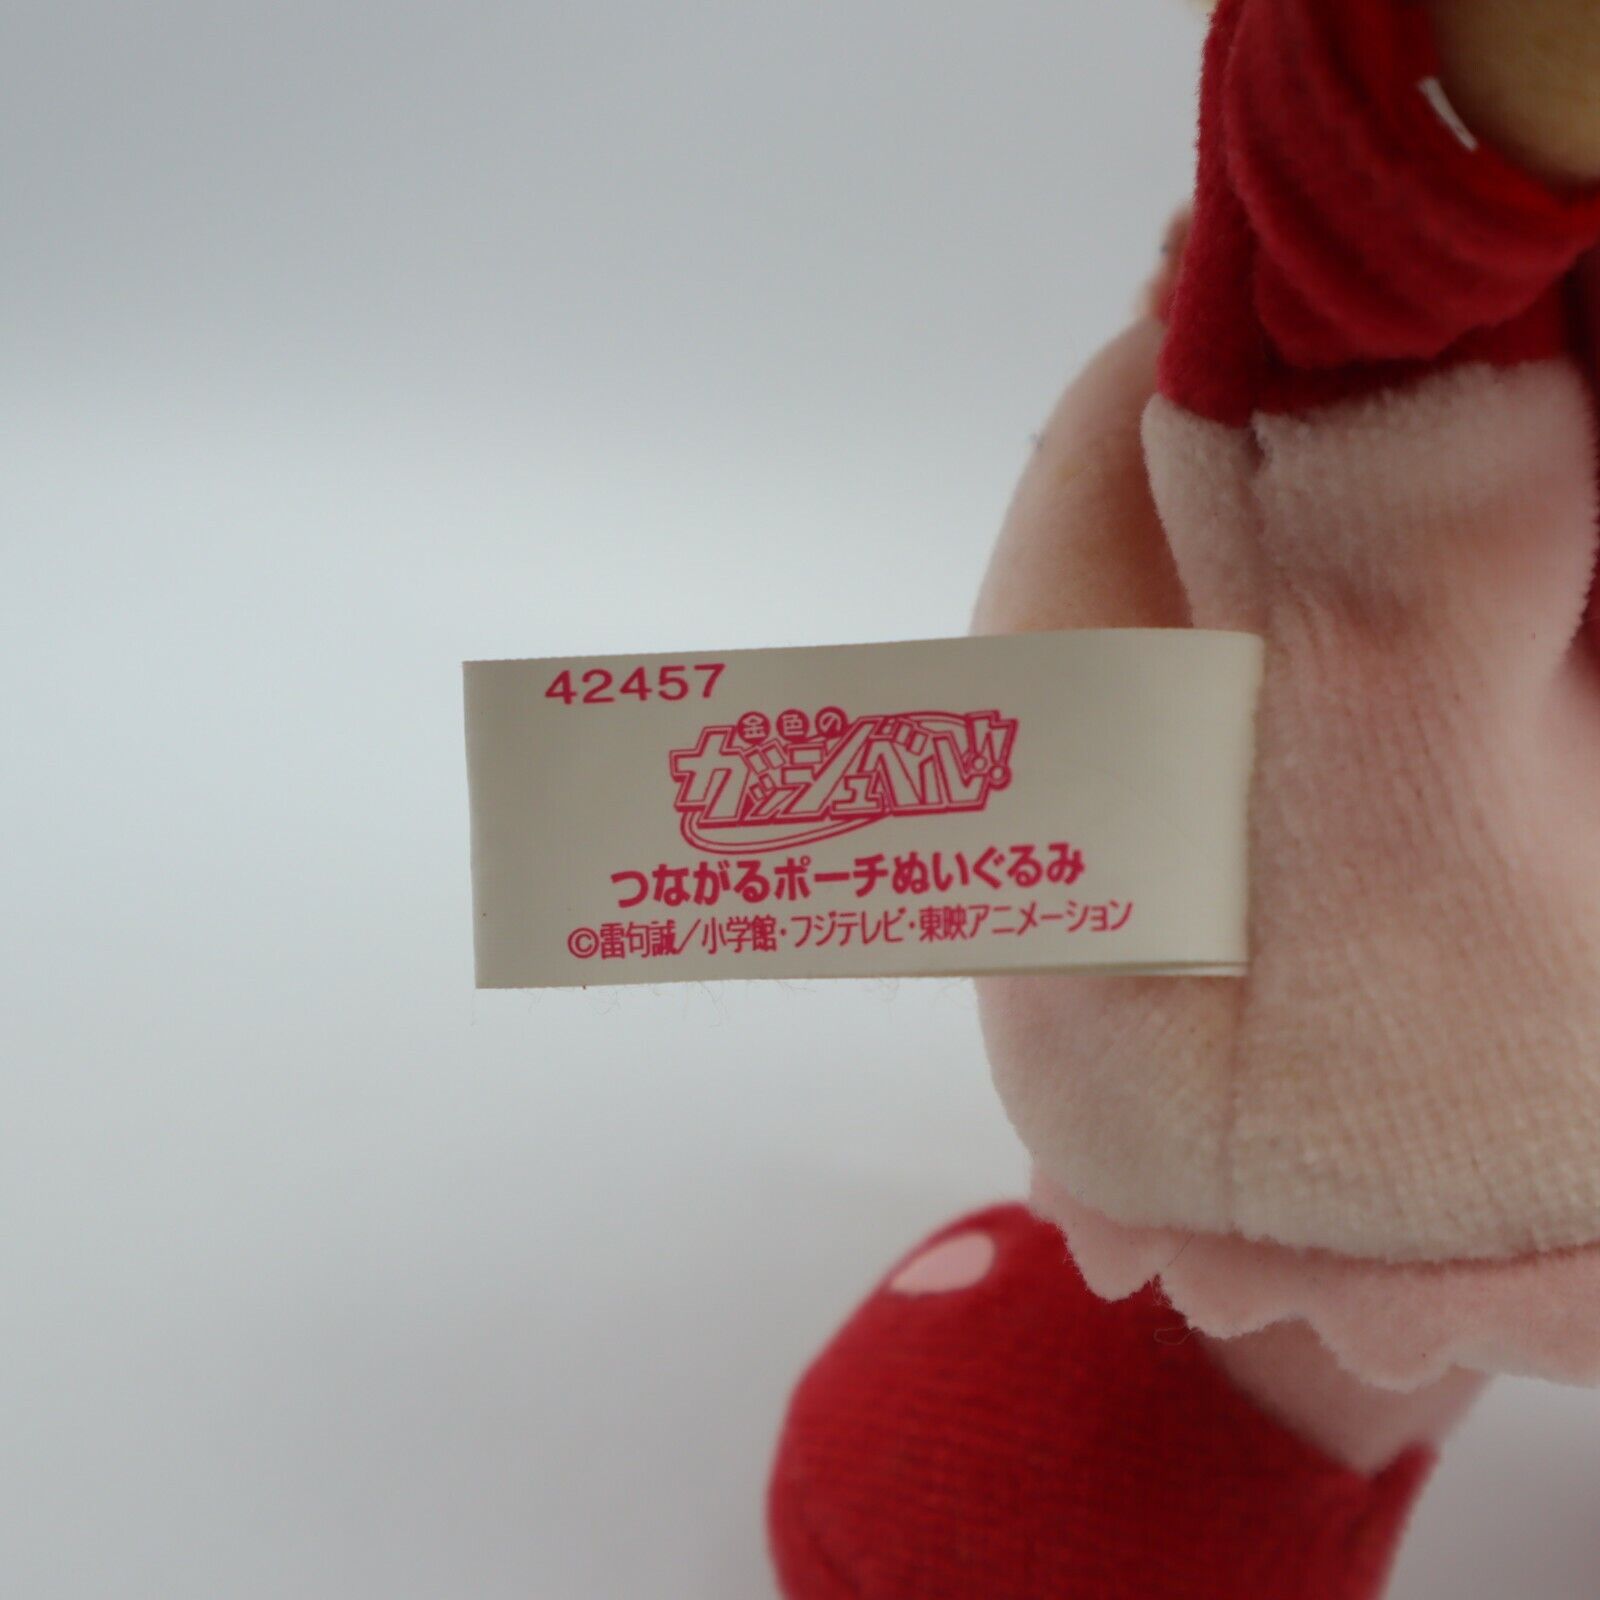 42457
金色の
ガッシュベル!!
つながるポーチぬいぐるみ
©雷句誠/小学館・フジテレビ・東映アニメーション